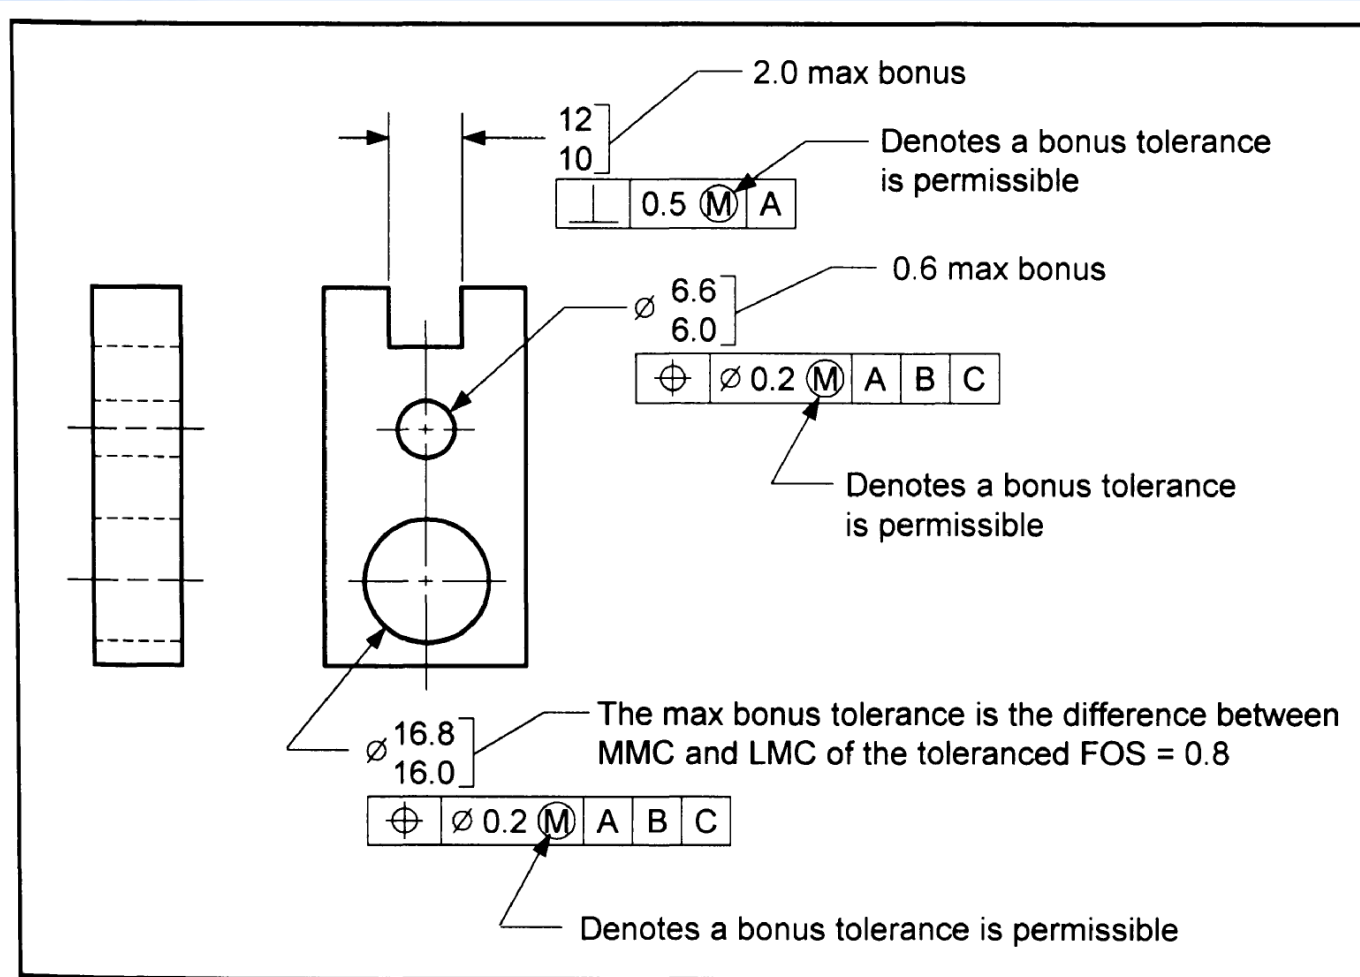 2.0 max bonus
12
10
Denotes a bonus tolerance
is permissible
⊥ 0.5 Ⓜ A
0.6 max bonus
⌀ 6.6
6.0
⌖ ⌀ 0.2 Ⓜ A B C
Denotes a bonus tolerance
is permissible
The max bonus tolerance is the difference between
MMC and LMC of the toleranced FOS = 0.8
⌀ 16.8
16.0
⌖ ⌀ 0.2 Ⓜ A B C
Denotes a bonus tolerance is permissible